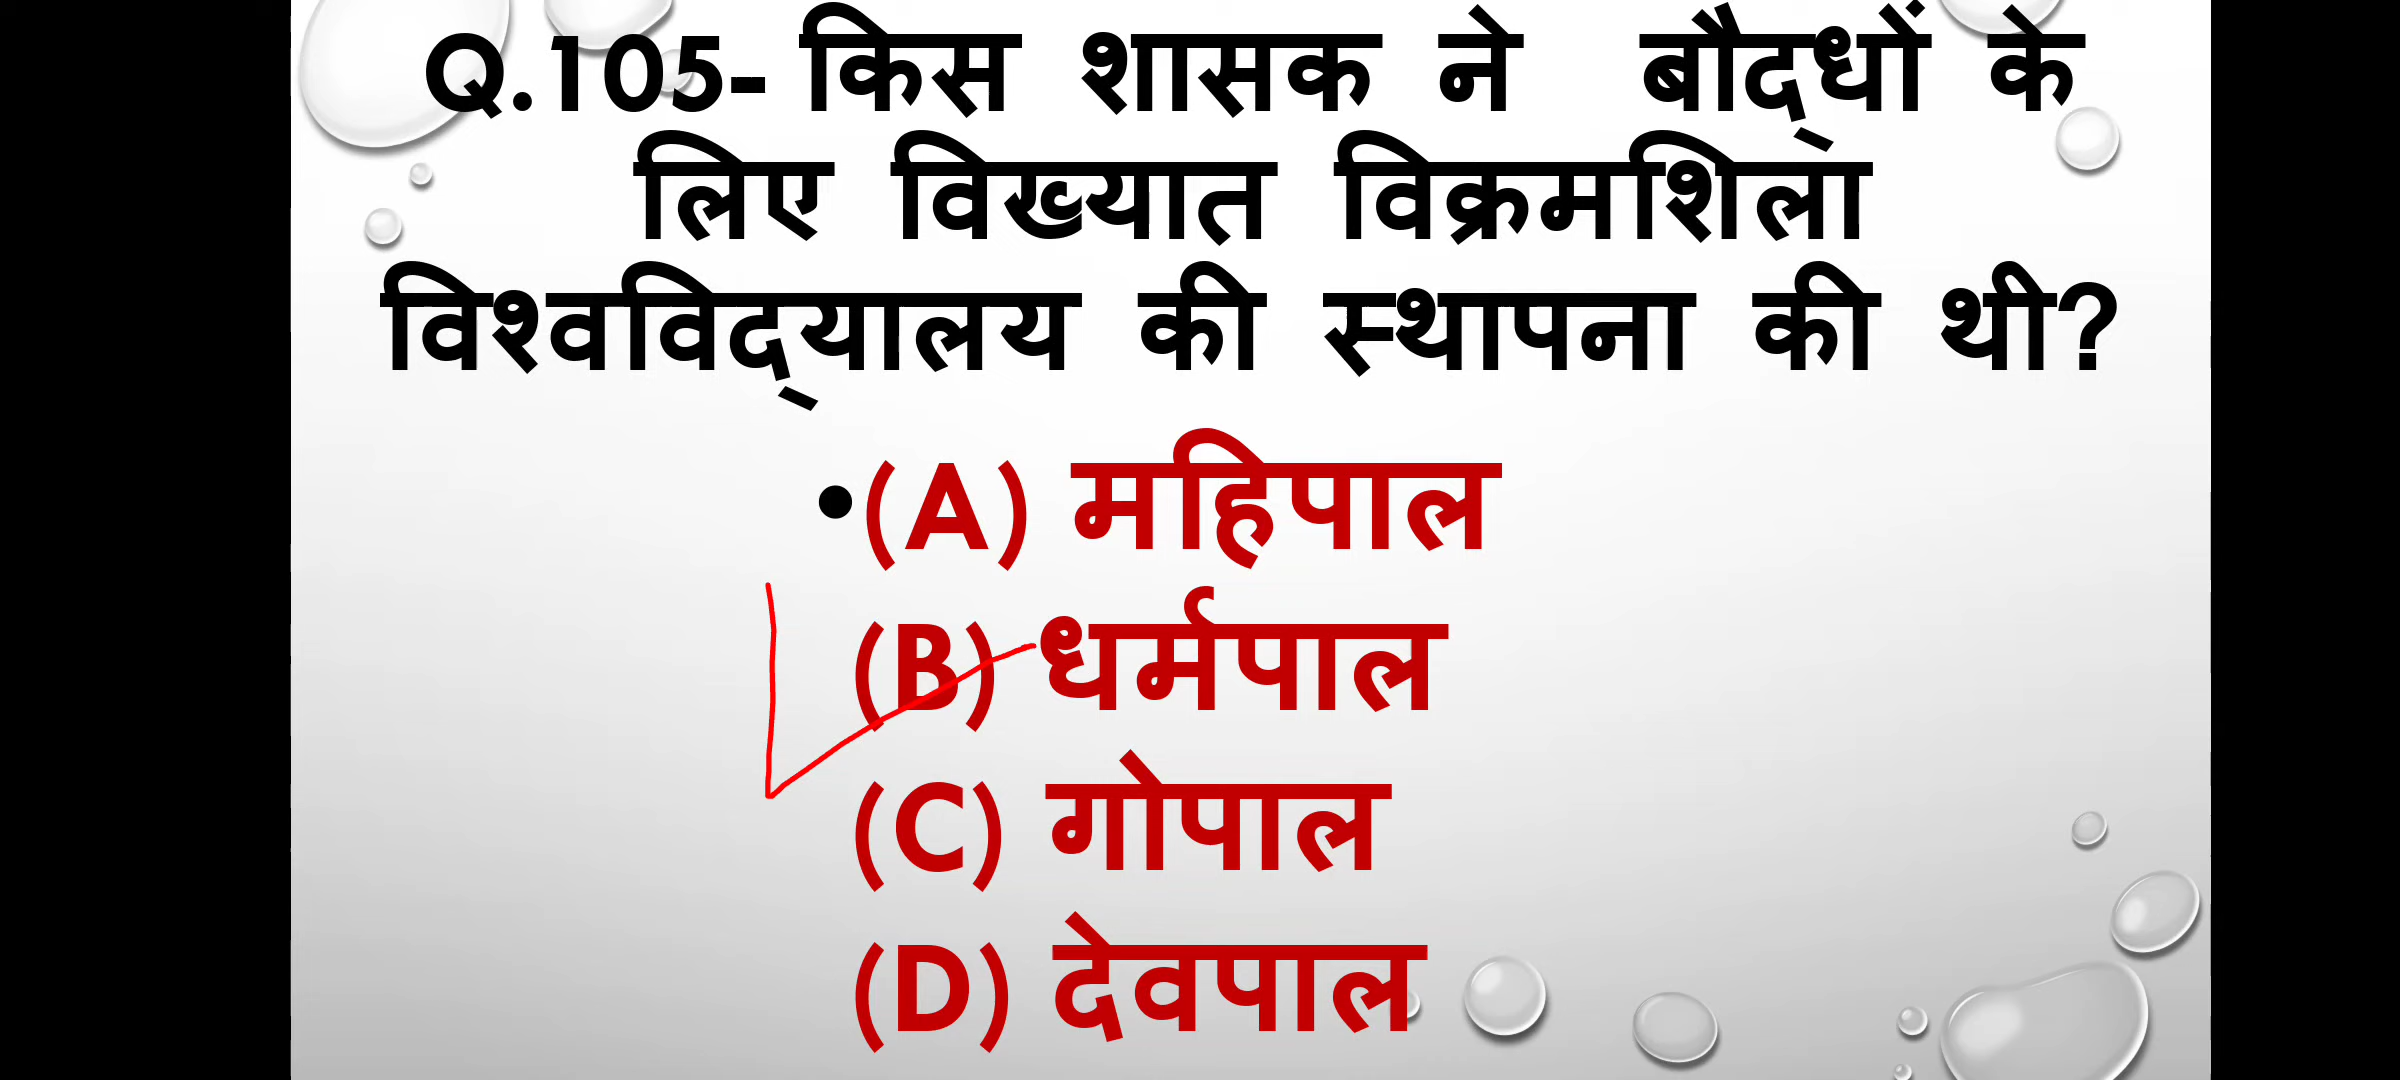 Q.105- किस शासक ने बौद्धों के
लिए विख्यात विक्रमशिला
विश्वविद्यालय की स्थापना की थी?
•(A) महिपाल
(B) धर्मपाल
(C) गोपाल
(D) देवपाल